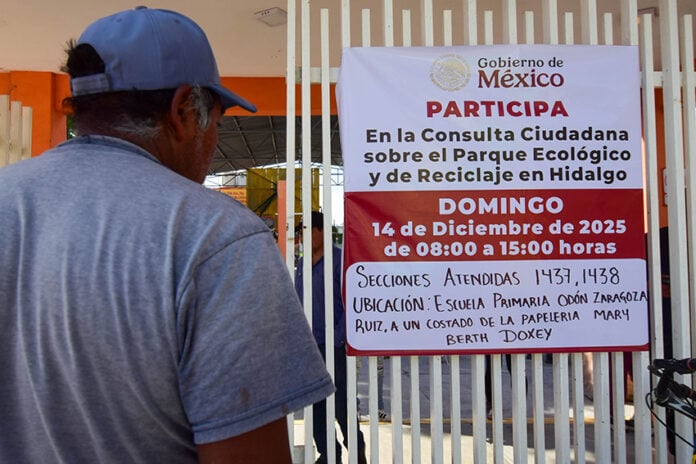 Gobierno de
México
PARTICIPA
En la Consulta Ciudadana
sobre el Parque Ecológico
y de Reciclaje en Hidalgo
DOMINGO
14 de Diciembre de 2025
de 08:00 a 15:00 horas
SECCIONES ATENDIDAS 1437, 1438
UBICACIÓN: ESCUELA PRIMARIA ODÓN ZARAGOZA
RUIZ, A UN COSTADO DE LA PAPELERIA MARY
BERTH DOXEY